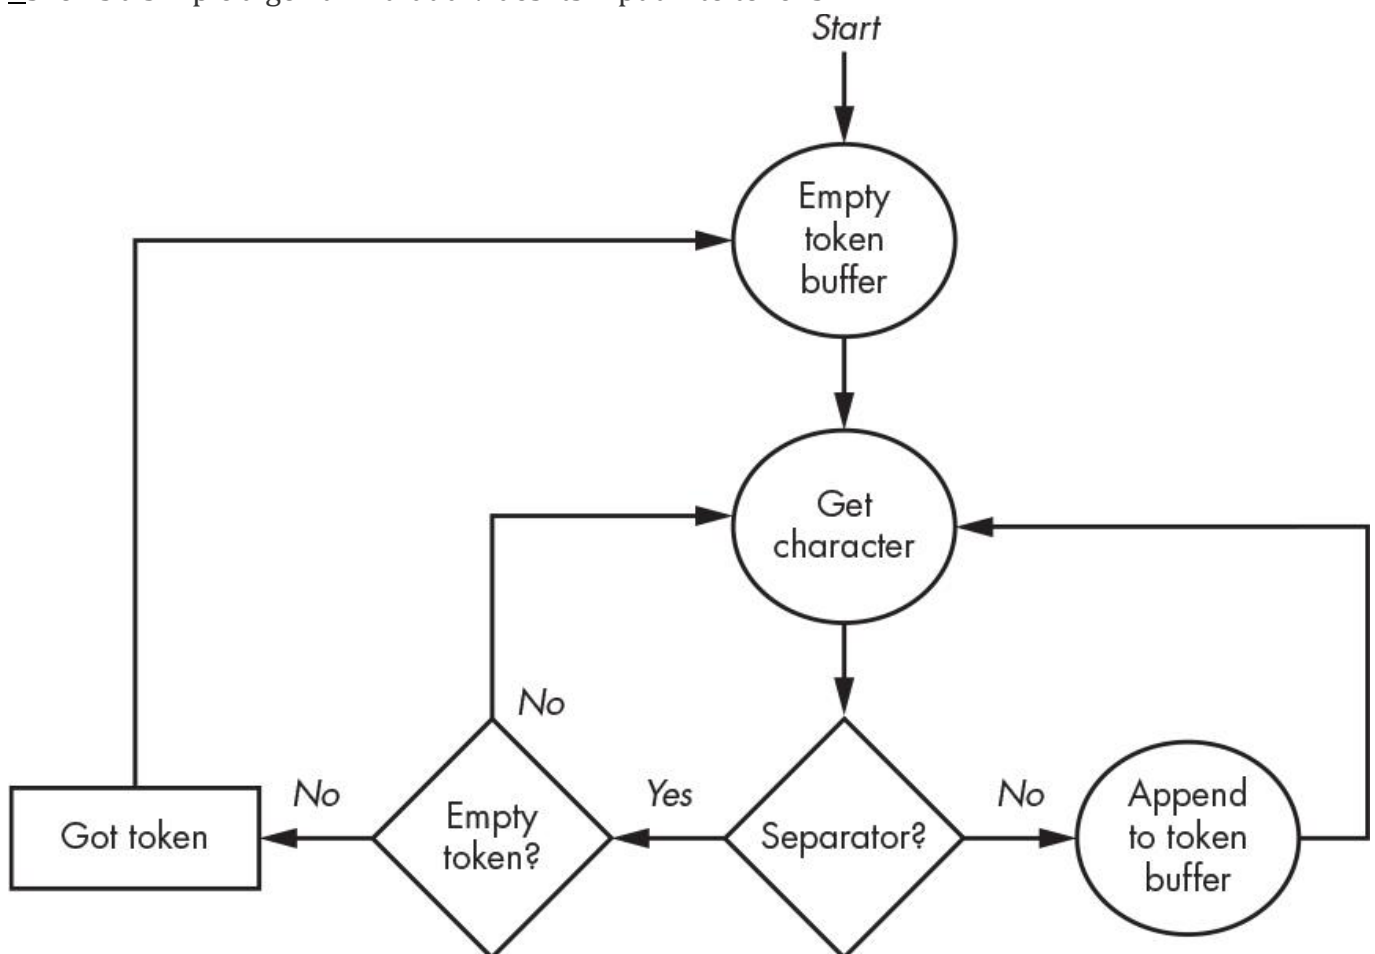 Start
Empty
token
buffer
Get
character
No
No
Empty
token?
Yes
Separator?
No
Append
to token
buffer
Got token